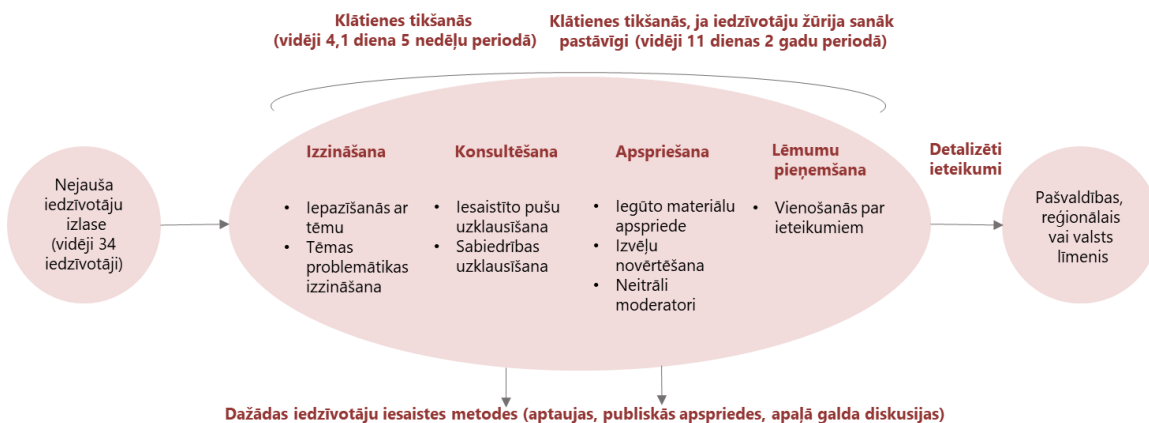 Klātienes tikšanās
(vidēji 4,1 diena 5 nedēļu periodā)
Klātienes tikšanās, ja iedzīvotāju žūrija sanāk
pastāvīgi (vidēji 11 dienas 2 gadu periodā)
Nejauša
iedzīvotāju
izlase
(vidēji 34
iedzīvotāji)
Izzināšana
• Iepazīšanās ar
tēmu
• Tēmas
problēmātikas
izzināšana
Konsultēšana
• Iesaistīto pušu
uzklausīšana
• Sabiedrības
uzklausīšana
Apspriešana
• Iegūto materiālu
apspriede
• Izvēļu
novērtēšana
• Neitrāli
moderatori
Lēmumu
pieņemšana
• Vienošanās par
ieteikumiem
Detalizēti
ieteikumi
Pašvaldības,
reģionālais
vai valsts
līmenis
Dažādas iedzīvotāju iesaistes metodes (aptaujas, publiskās apspriedes, apaļā galda diskusijas)